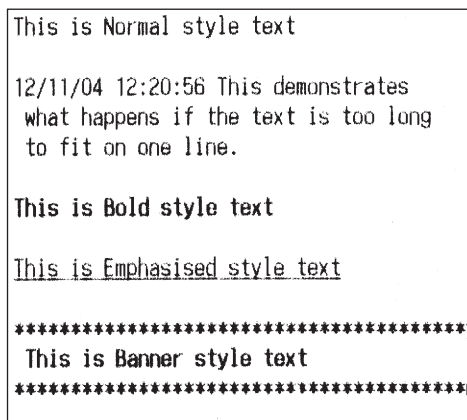 This is Normal style text
12/11/04 12:20:56 This demonstrates
what happens if the text is too long
to fit on one line.
This is Bold style text
This is Emphasised style text
****************************************
This is Banner style text
****************************************